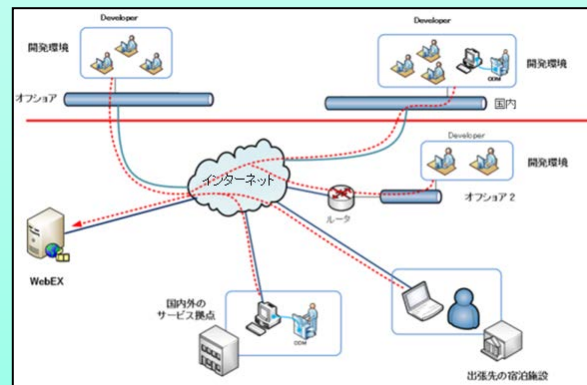 Developer
開発環境
オフショア
Developer
ODM
開発環境
国内
Developer
開発環境
オフショア 2
インターネット
ルータ
WebEX
国内外の
サービス拠点
ODM
出張先の宿泊施設